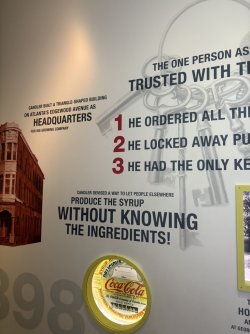 CANDLER BUILT A TRIANGLE-SHAPED BUILDING
ON ATLANTA'S EDGEWOOD AVENUE AS
HEADQUARTERS
FOR HIS GROWING COMPANY
THE ONE PERSON AS
TRUSTED WITH T
1 HE ORDERED ALL TH
2 HE LOCKED AWAY PU
3 HE HAD THE ONLY KE
CANDLER DEVISED A WAY TO LET PEOPLE ELSEWHERE
PRODUCE THE SYRUP
WITHOUT KNOWING
THE INGREDIENTS!
Coca-Cola
898